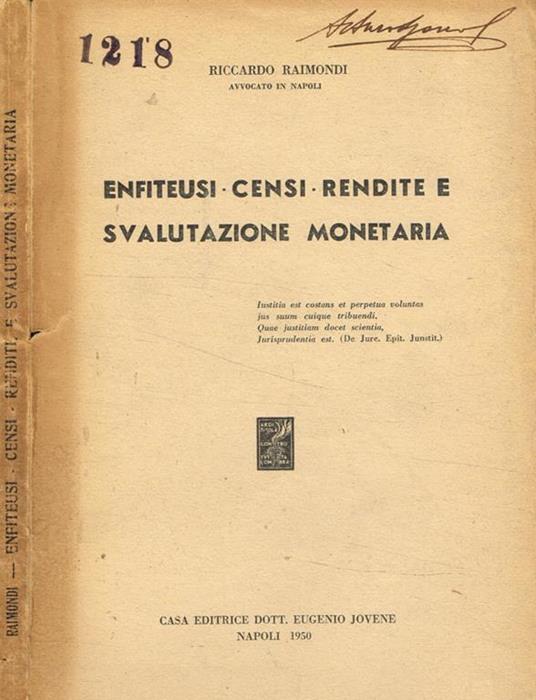 1218
RICCARDO RAIMONDI
AVVOCATO IN NAPOLI
ENFITEUSI · CENSI · RENDITE E
SVALUTAZIONE MONETARIA
Iustitia est costans et perpetua voluntas
jus suum cuique tribuendi.
Quae justitiam docet scientia,
Jurisprudentia est. (De Jure. Epit. Junstit.)
CASA EDITRICE DOTT. EUGENIO JOVENE
NAPOLI 1950
RAIMONDI — ENFITEUSI · CENSI · RENDITE E SVALUTAZIONE MONETARIA